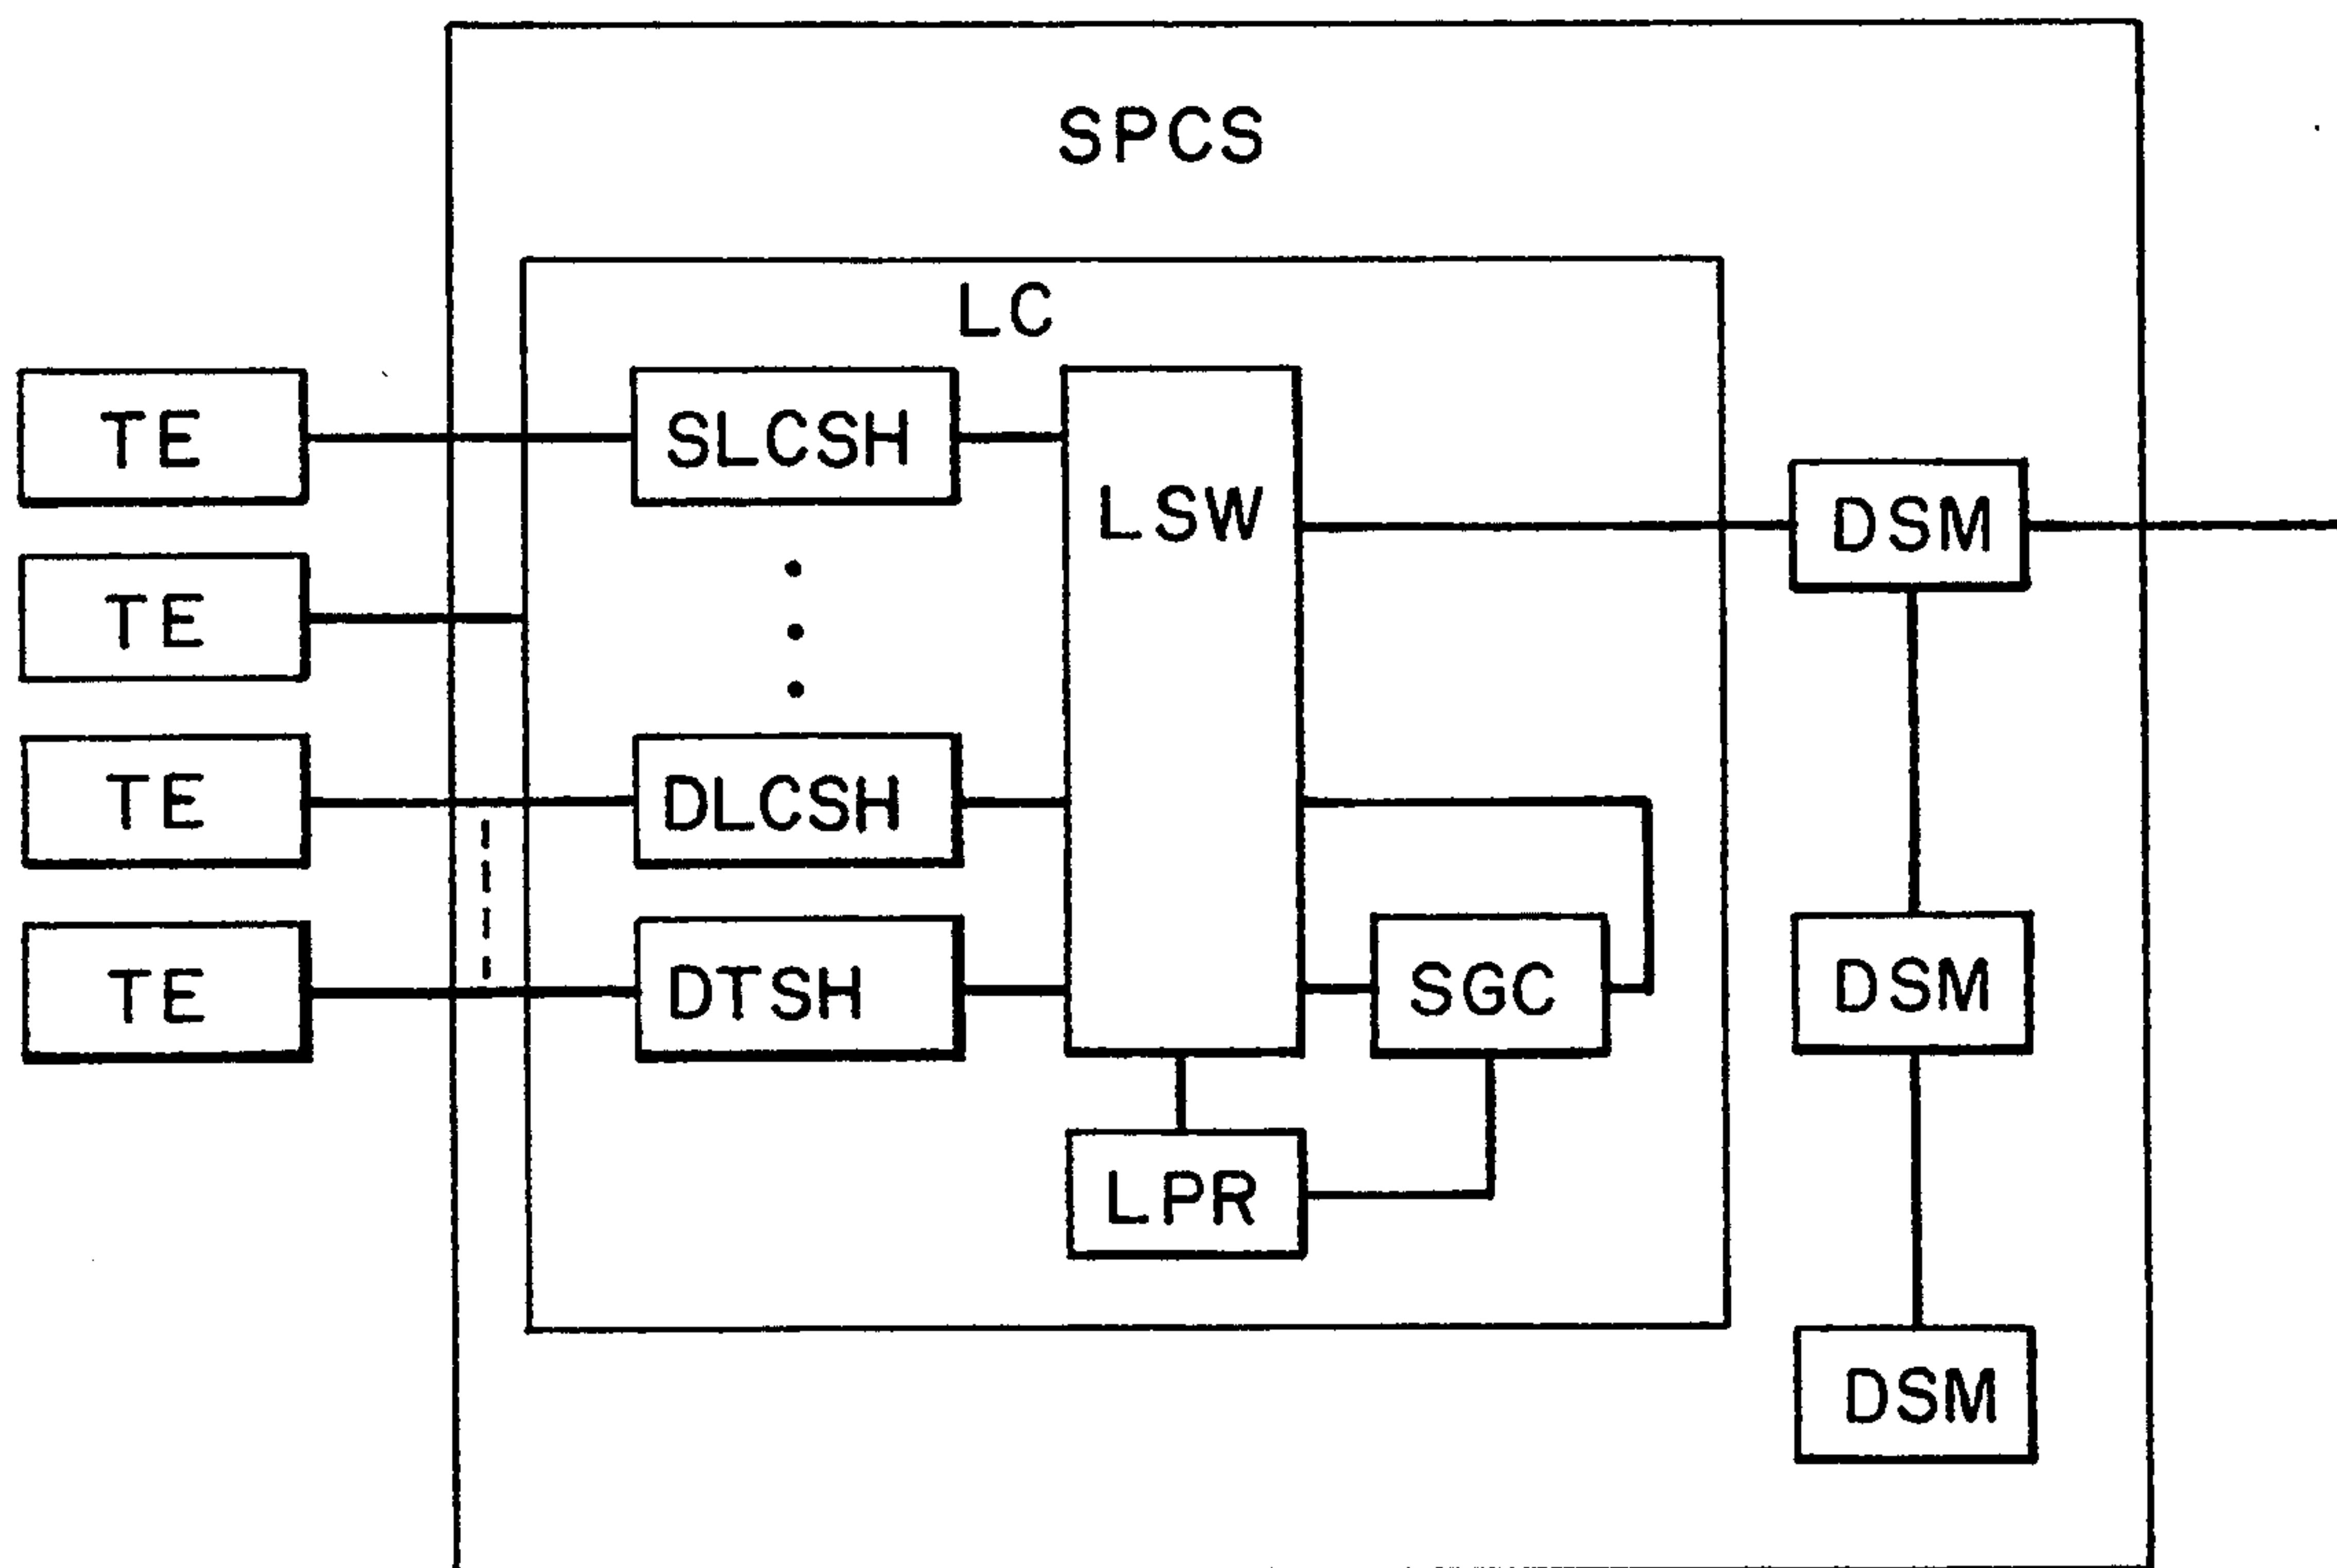 SPCS
LC
TE
SLCSH
LSW
DSM
TE
TE
DLCSH
TE
DTSH
SGC
DSM
LPR
DSM